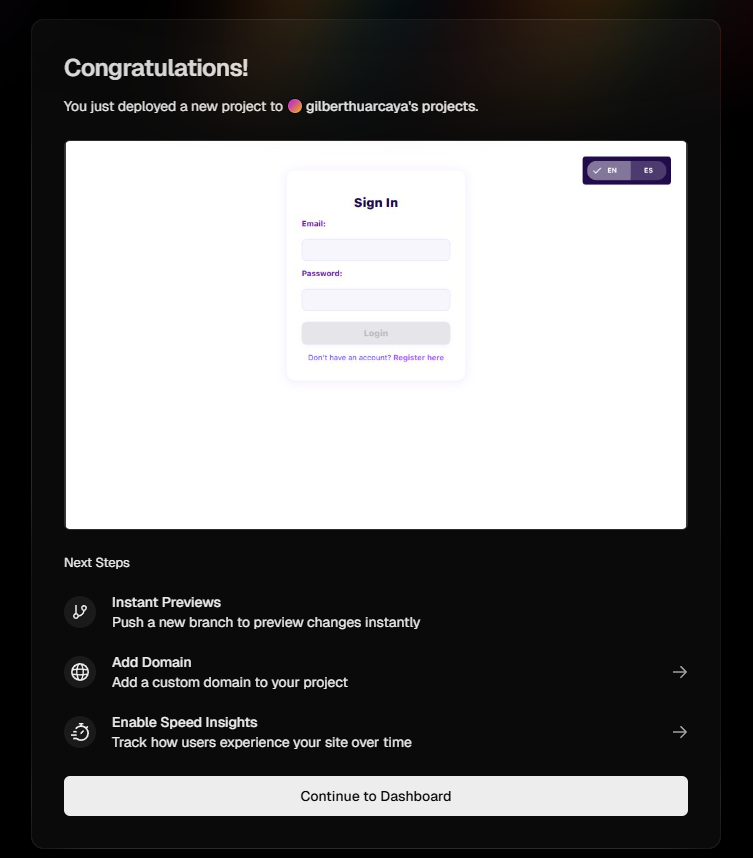 Congratulations!
You just deployed a new project to gilberthuarcaya's projects.
EN ES
Sign In
Email:
Password:
Login
Don't have an account? Register here
Next Steps
Instant Previews
Push a new branch to preview changes instantly
Add Domain
Add a custom domain to your project
Enable Speed Insights
Track how users experience your site over time
Continue to Dashboard